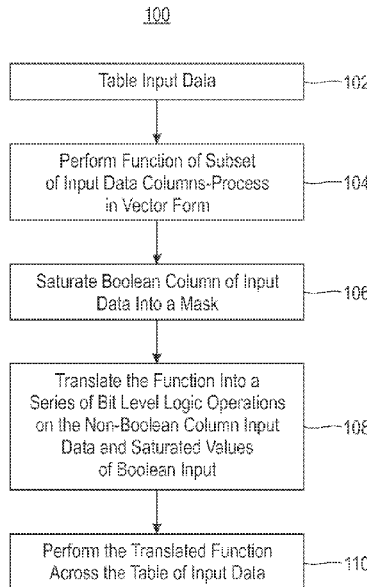 100
Table Input Data
102
Perform Function of Subset
of Input Data Columns-Process
in Vector Form
104
Saturate Boolean Column of Input
Data Into a Mask
106
Translate the Function Into a
Series of Bit Level Logic Operations
on the Non-Boolean Column Input
Data and Saturated Values
of Boolean Input
108
Perform the Translated Function
Across the Table of Input Data
110